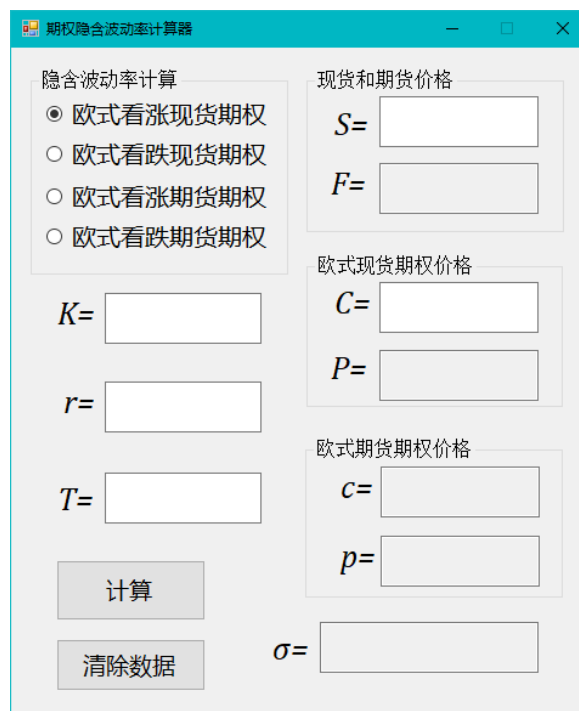 期权隐含波动率计算器
隐含波动率计算
欧式看涨现货期权
欧式看跌现货期权
欧式看涨期货期权
欧式看跌期货期权
K=
r=
T=
计算
清除数据
现货和期货价格
S=
F=
欧式现货期权价格
C=
P=
欧式期货期权价格
c=
p=
σ=